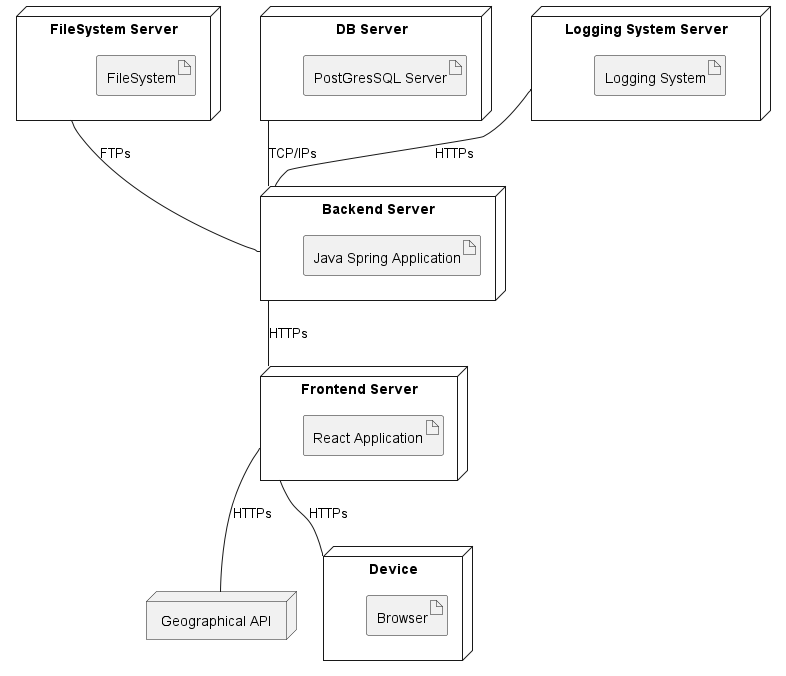 FileSystem Server
DB Server
Logging System Server
FileSystem
PostGresSQL Server
Logging System
FTPs
TCP/IPs
HTTPs
Backend Server
Java Spring Application
HTTPs
Frontend Server
React Application
HTTPs
HTTPs
Device
Browser
Geographical API